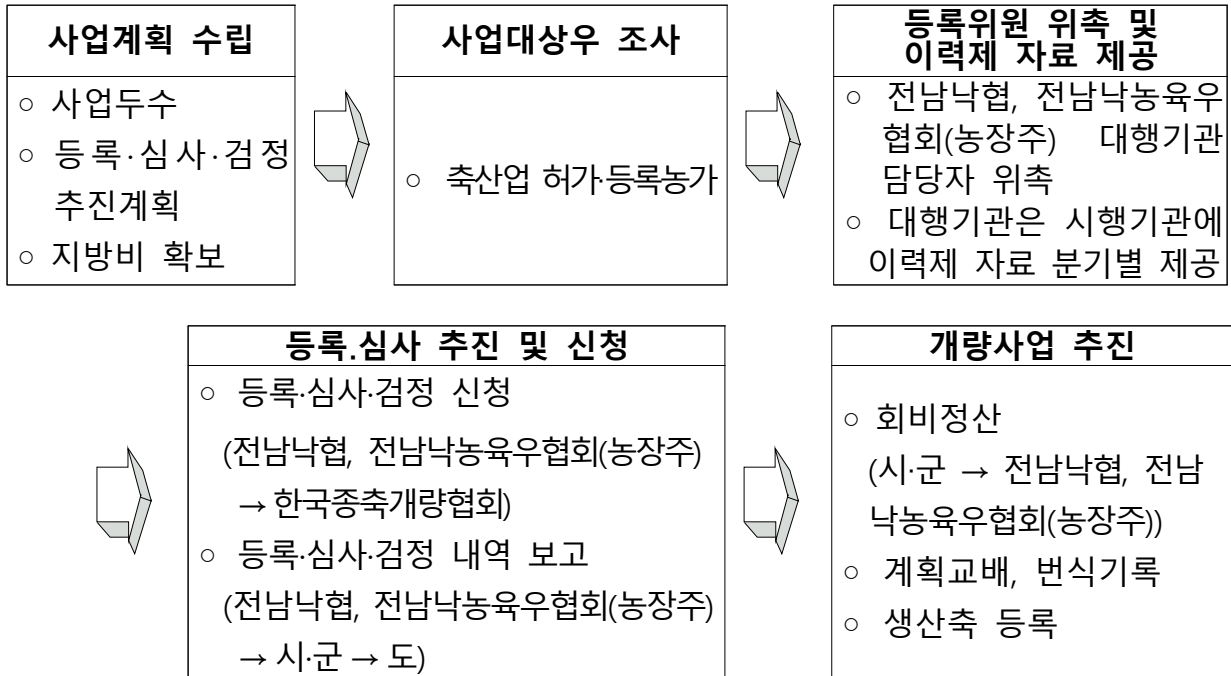 사업계획 수립
○ 사업두수
○ 등록·심사·검정
추진계획
○ 지방비 확보
사업대상우 조사
○ 축산업 허가·등록농가
등록위원 위촉 및
이력제 자료 제공
○ 전남낙협, 전남낙농육우
협회(농장주) 대행기관
담당자 위촉
○ 대행기관은 시행기관에
이력제 자료 분기별 제공
등록.심사 추진 및 신청
○ 등록·심사·검정 신청
(전남낙협, 전남낙농육우협회(농장주)
→ 한국종축개량협회)
○ 등록·심사·검정 내역 보고
(전남낙협, 전남낙농육우협회(농장주)
→ 시·군 → 도)
개량사업 추진
○ 회비정산
(시·군 → 전남낙협, 전남
낙농육우협회(농장주))
○ 계획교배, 번식기록
○ 생산축 등록